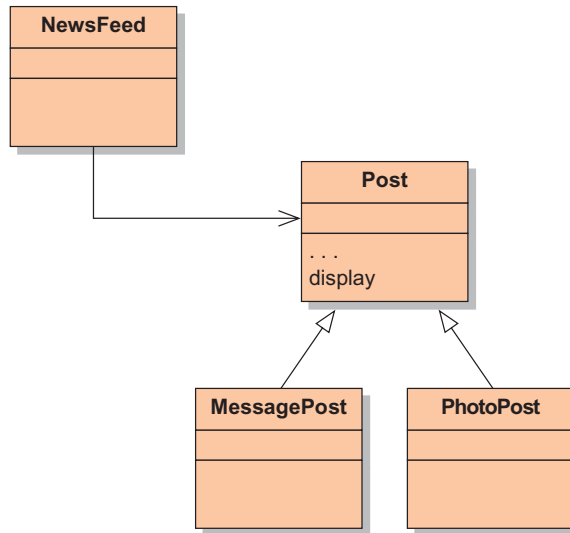 NewsFeed
Post
. . .
display
MessagePost
PhotoPost